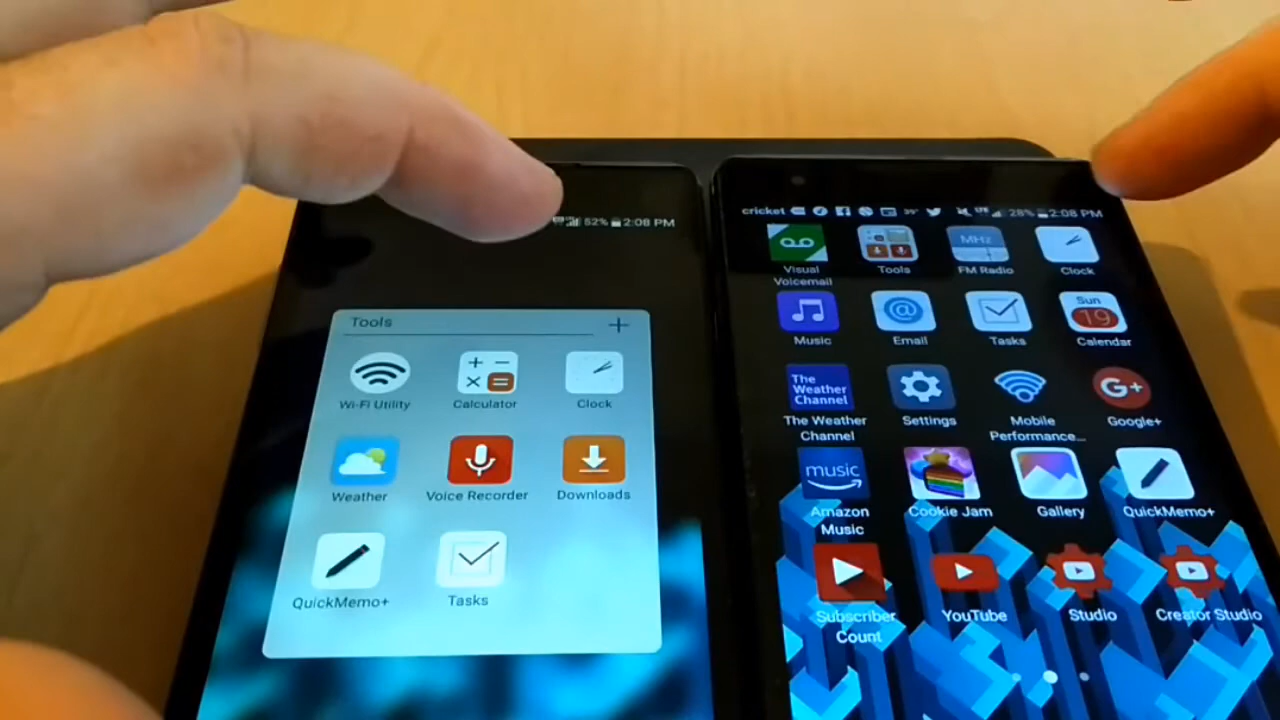 52% 2:08 PM
Tools +
Wi-Fi Utility
Calculator
Clock
Weather
Voice Recorder
Downloads
QuickMemo+
Tasks
cricket 28% 2:08 PM
Visual
Voicemail
Tools
MHz
FM Radio
Clock
Music
@
Email
Tasks
Sun
19
Calendar
The
Weather
Channel
The Weather
Channel
Settings
Mobile
Performance...
G+
Google+
music
Amazon
Music
Cookie Jam
Gallery
QuickMemo+
Subscriber
Count
YouTube
Studio
Creator Studio